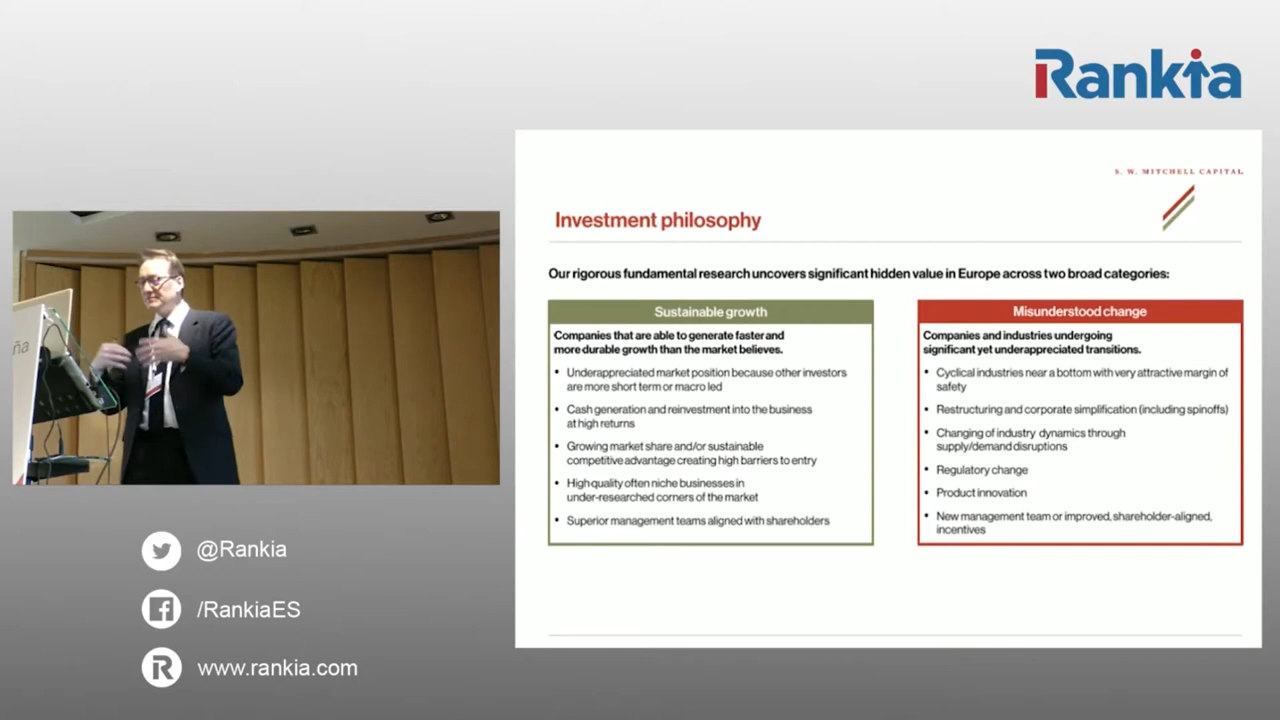 Rankia
S. W. MITCHELL CAPITAL
Investment philosophy
Our rigorous fundamental research uncovers significant hidden value in Europe across two broad categories:
Sustainable growth
Companies that are able to generate faster and
more durable growth than the market believes.
• Underappreciated market position because other investors
are more short term or macro led
• Cash generation and reinvestment into the business
at high returns
• Growing market share and/or sustainable
competitive advantage creating high barriers to entry
• High quality often niche businesses in
under-researched corners of the market
• Superior management teams aligned with shareholders
Misunderstood change
Companies and industries undergoing
significant yet underappreciated transitions.
• Cyclical industries near a bottom with very attractive margin of
safety
• Restructuring and corporate simplification (including spinoffs)
• Changing of industry dynamics through
supply/demand disruptions
• Regulatory change
• Product innovation
• New management team or improved, shareholder-aligned,
incentives
ña
@Rankia
/RankiaES
www.rankia.com